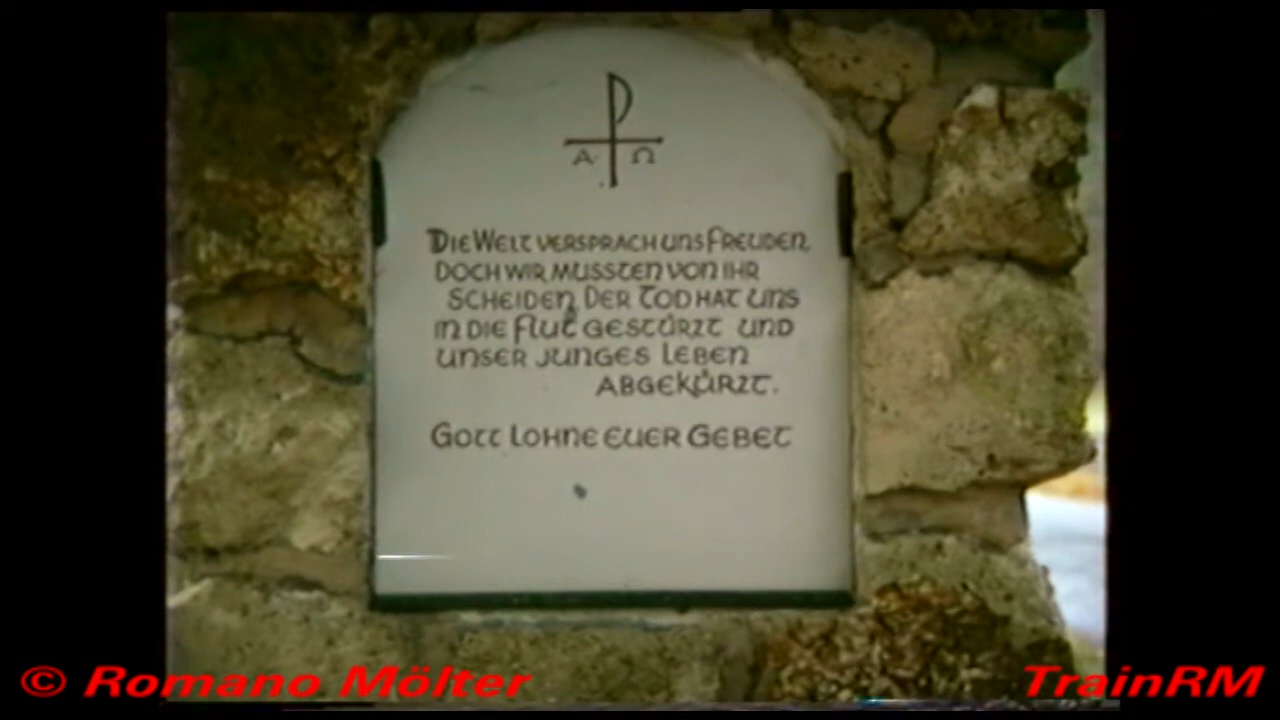 Α Ω
DIE WELT VERSPRACH UNS FREUDEN,
DOCH WIR MUSSTEN VON IHR
SCHEIDEN, DER TOD HAT UNS
IN DIE FLUT GESTÜRZT UND
UNSER JUNGES LEBEN
ABGEKÜRZT.
GOTT LOHNE EUER GEBET
© Romano Mölter
TrainRM